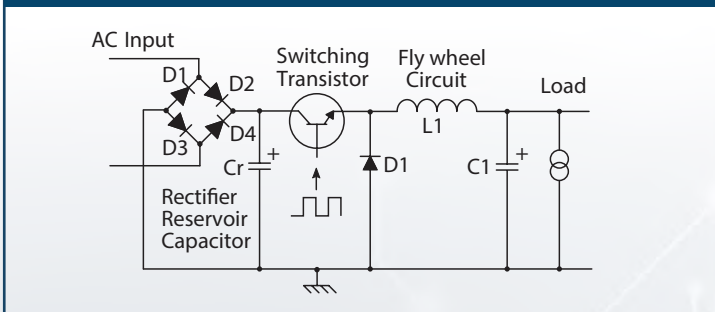 AC Input
Switching
Transistor
Fly wheel
Circuit
Load
D1
D2
D3
D4
Cr
+
L1
D1
C1
+
Rectifier
Reservoir
Capacitor